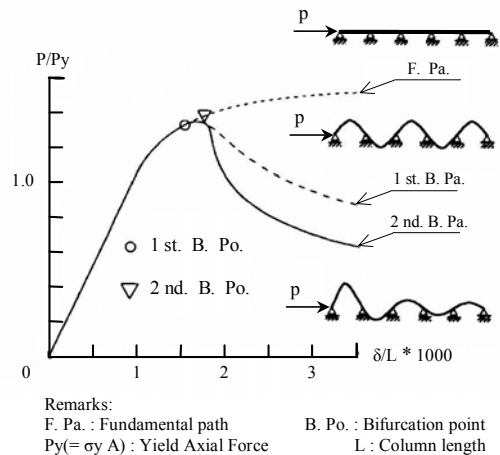 p
P/Py
F. Pa.
p
1.0
1 st. B. Pa.
1 st. B. Po.
2 nd. B. Pa.
2 nd. B. Po.
p
0 1 2 3 δ/L * 1000
Remarks:
F. Pa. : Fundamental path B. Po. : Bifurcation point
Py(= σy A) : Yield Axial Force L : Column length